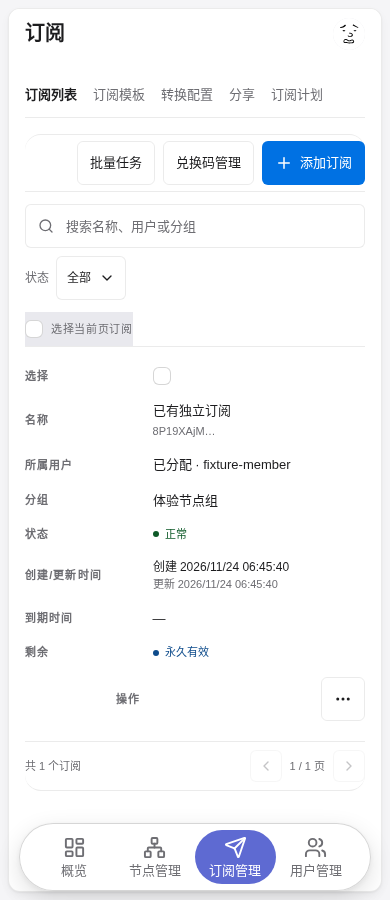 订阅
订阅列表 订阅模板 转换配置 分享 订阅计划
批量任务 兑换码管理 添加订阅
搜索名称、用户或分组
状态 全部
选择当前页订阅
选择
名称 已有独立订阅
8P19XAjM…
所属用户 已分配 · fixture-member
分组 体验节点组
状态 正常
创建/更新时间 创建 2026/11/24 06:45:40
更新 2026/11/24 06:45:40
到期时间 —
剩余 永久有效
操作
共 1 个订阅 1 / 1 页
概览 节点管理 订阅管理 用户管理